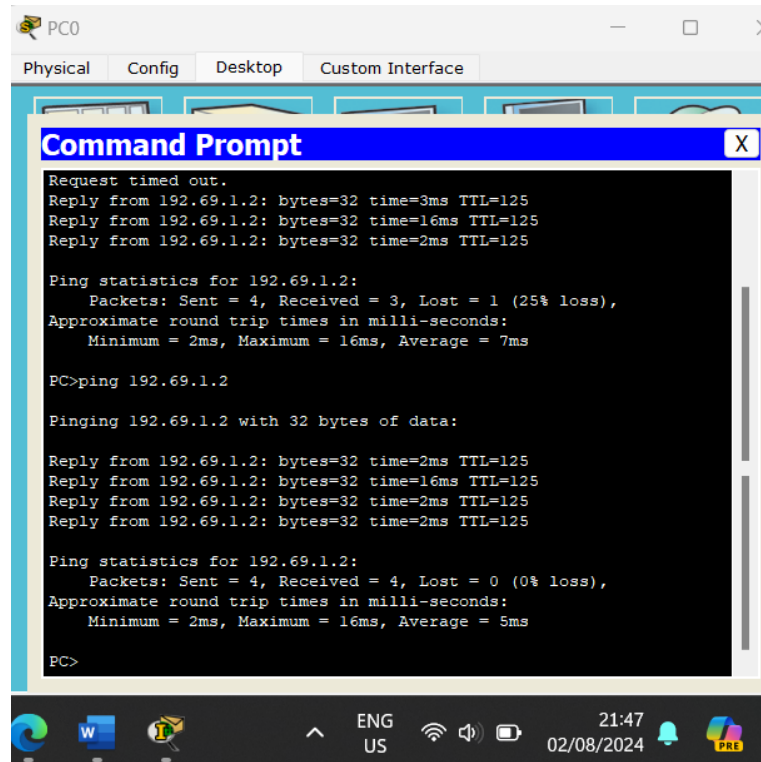 PC0
Physical Config Desktop Custom Interface
Command Prompt X
Request timed out.
Reply from 192.69.1.2: bytes=32 time=3ms TTL=125
Reply from 192.69.1.2: bytes=32 time=16ms TTL=125
Reply from 192.69.1.2: bytes=32 time=2ms TTL=125
Ping statistics for 192.69.1.2:
Packets: Sent = 4, Received = 3, Lost = 1 (25% loss),
Approximate round trip times in milli-seconds:
Minimum = 2ms, Maximum = 16ms, Average = 7ms
PC>ping 192.69.1.2
Pinging 192.69.1.2 with 32 bytes of data:
Reply from 192.69.1.2: bytes=32 time=2ms TTL=125
Reply from 192.69.1.2: bytes=32 time=16ms TTL=125
Reply from 192.69.1.2: bytes=32 time=2ms TTL=125
Reply from 192.69.1.2: bytes=32 time=2ms TTL=125
Ping statistics for 192.69.1.2:
Packets: Sent = 4, Received = 4, Lost = 0 (0% loss),
Approximate round trip times in milli-seconds:
Minimum = 2ms, Maximum = 16ms, Average = 5ms
PC>
W
ENG
US
21:47
02/08/2024
PRE